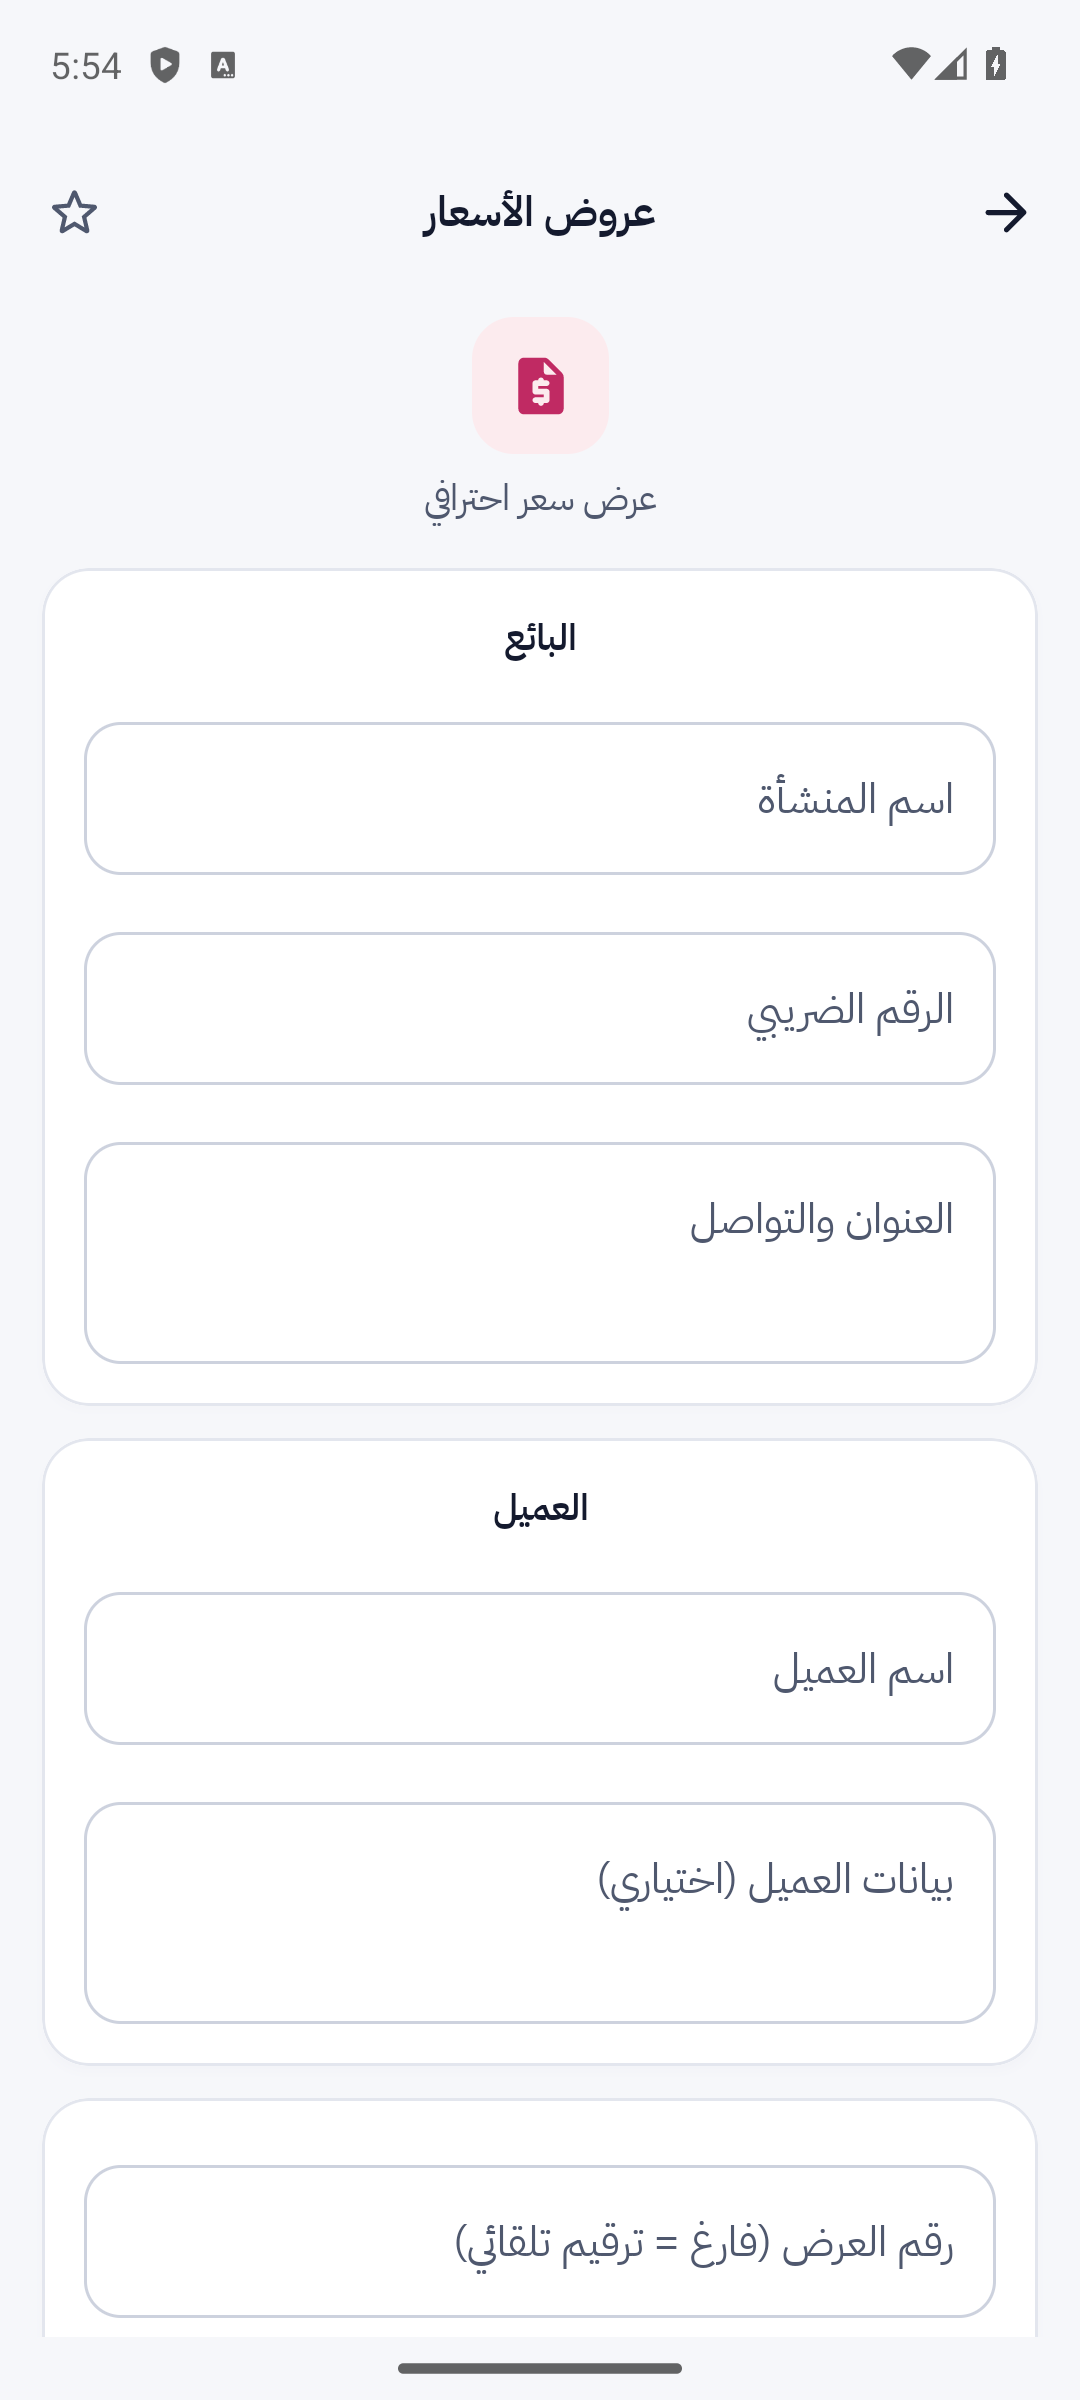 5:54
عروض الأسعار
عرض سعر احترافي
البائع
اسم المنشأة
الرقم الضريبي
العنوان والتواصل
العميل
اسم العميل
بيانات العميل (اختياري)
رقم العرض (فارغ = ترقيم تلقائي)